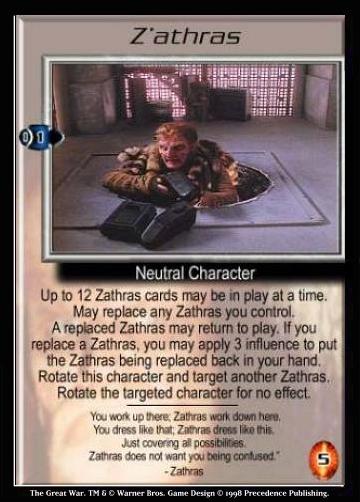 Z'athras
0 1
Neutral Character
Up to 12 Zathras cards may be in play at a time.
May replace any Zathras you control.
A replaced Zathras may return to play. If you
replace a Zathras, you may apply 3 influence to put
the Zathras being replaced back in your hand.
Rotate this character and target another Zathras.
Rotate the targeted character for no effect.
You work up there; Zathras work down here.
You dress like that; Zathras dress like this.
Just covering all possibilities.
Zathras does not want you being confused."
- Zathras
5
The Great War. TM & © Warner Bros. Game Design © 1998 Precedence Publishing.